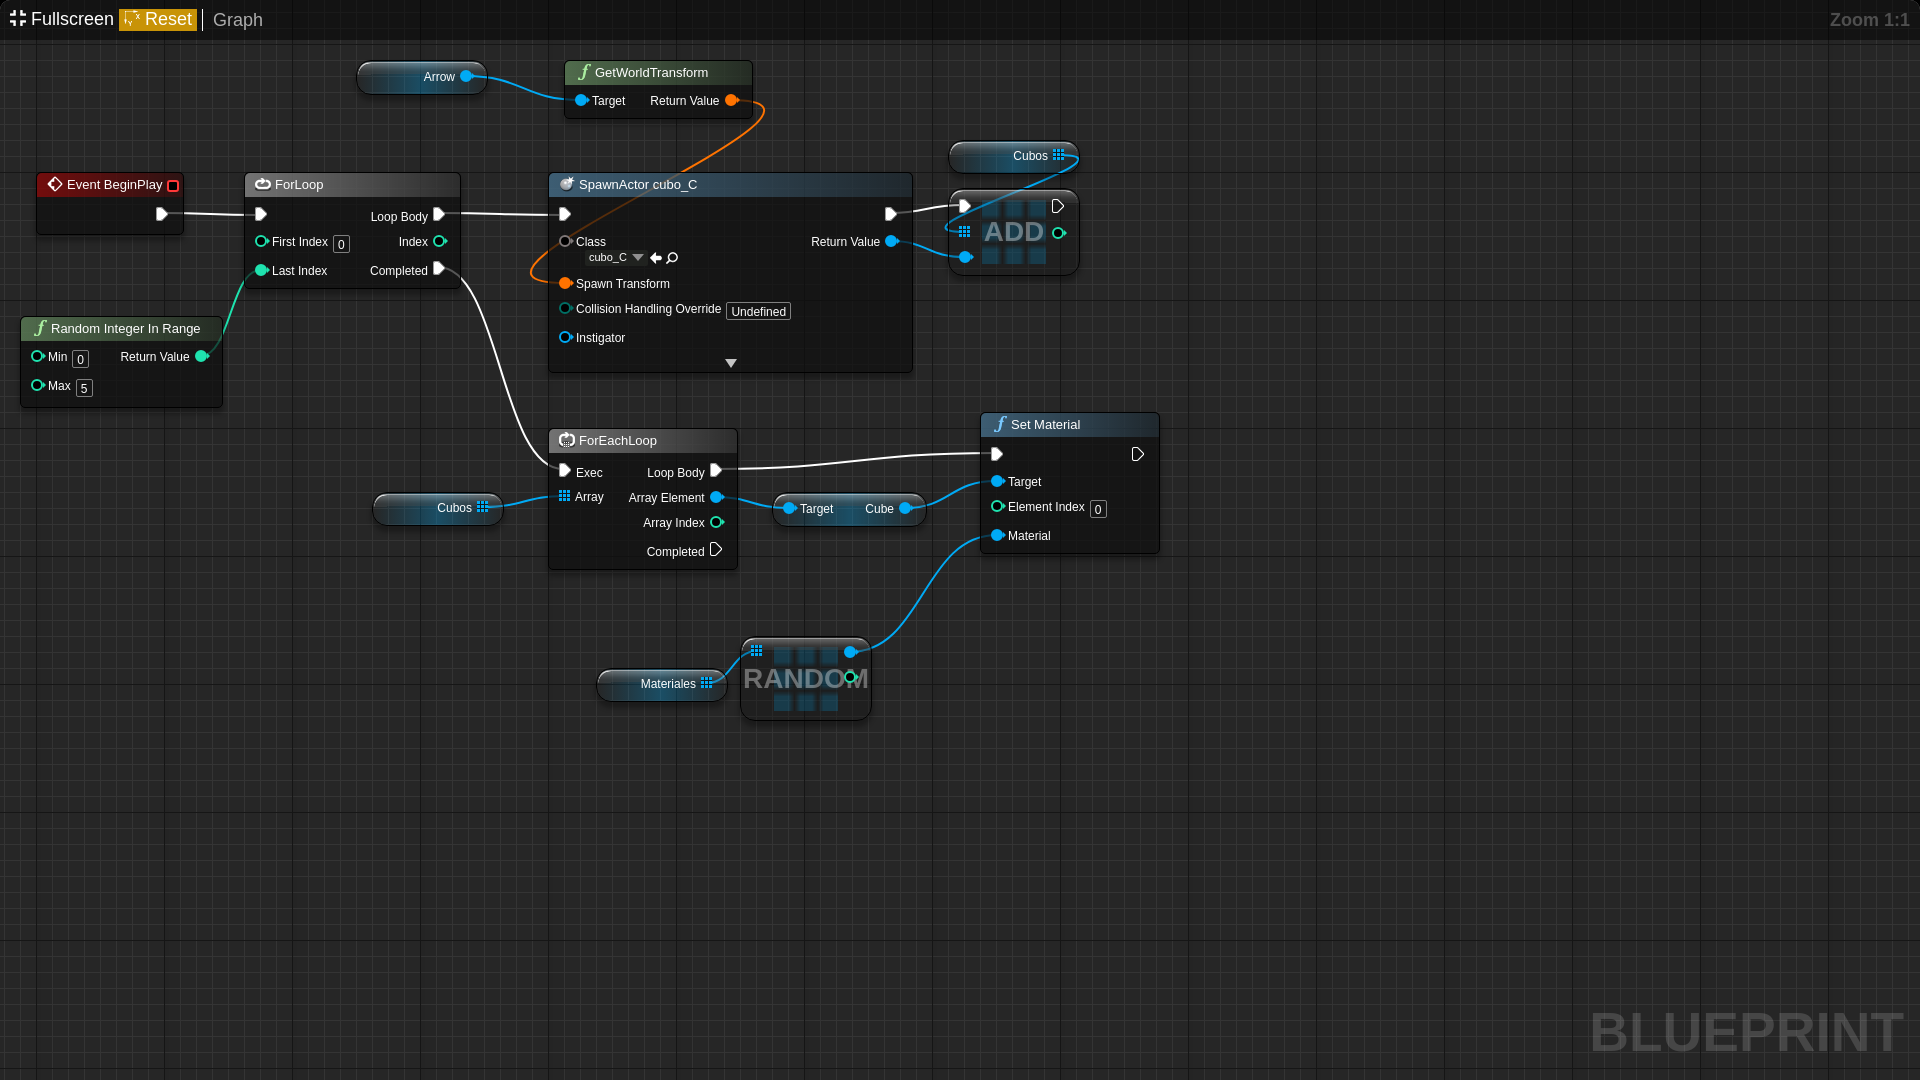 Fullscreen Reset Graph Zoom 1:1
Arrow
GetWorldTransform
Target Return Value
Cubos
Event BeginPlay
ForLoop
Loop Body
First Index 0 Index
Last Index Completed
SpawnActor cubo_C
Class Return Value
cubo_C
Spawn Transform
Collision Handling Override Undefined
Instigator
ADD
Random Integer In Range
Min 0 Return Value
Max 5
ForEachLoop
Exec Loop Body
Array Array Element
Array Index
Completed
Cubos
Target Cube
Set Material
Target
Element Index 0
Material
Materiales
RANDOM
BLUEPRINT